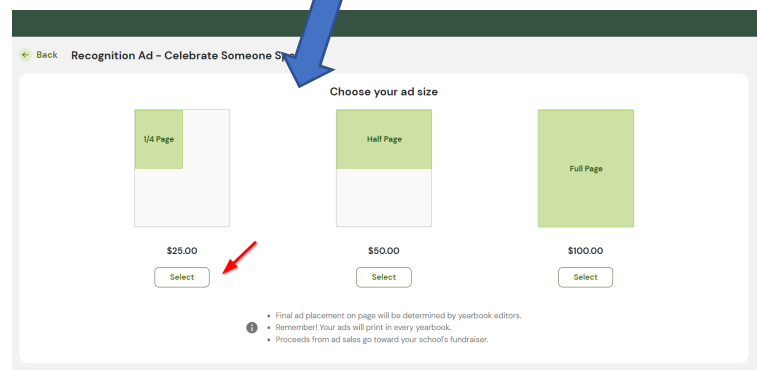 Back Recognition Ad - Celebrate Someone
Choose your ad size
1/4 Page Half Page Full Page
$25.00 $50.00 $100.00
Select Select Select
• Final ad placement on page will be determined by yearbook editors.
• Remember! Your ads will print in every yearbook.
• Proceeds from ad sales go toward your school's fundraiser.